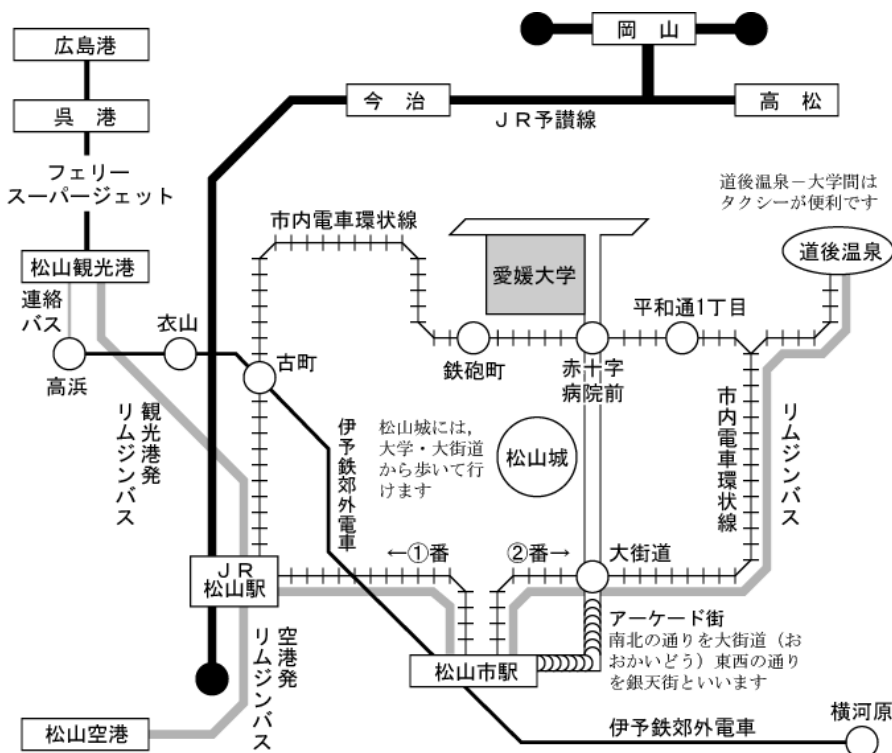 広島港
岡 山
呉 港
今 治
高 松
JR予讃線
フェリー
スーパージェット
道後温泉－大学間は
タクシーが便利です
市内電車環状線
松山観光港
愛媛大学
道後温泉
連絡
バス
衣山
平和通1丁目
高浜
古町
鉄砲町
赤十字
病院前
観光港発
リムジンバス
伊予鉄郊外電車
松山城には，
大学・大街道
から歩いて行
けます
松山城
市内電車環状線
リムジンバス
←①番
②番→
大街道
JR
松山駅
アーケード街
南北の通りを大街道（お
おかいどう）東西の通り
を銀天街といいます
空港発
リムジンバス
松山市駅
松山空港
伊予鉄郊外電車
横河原